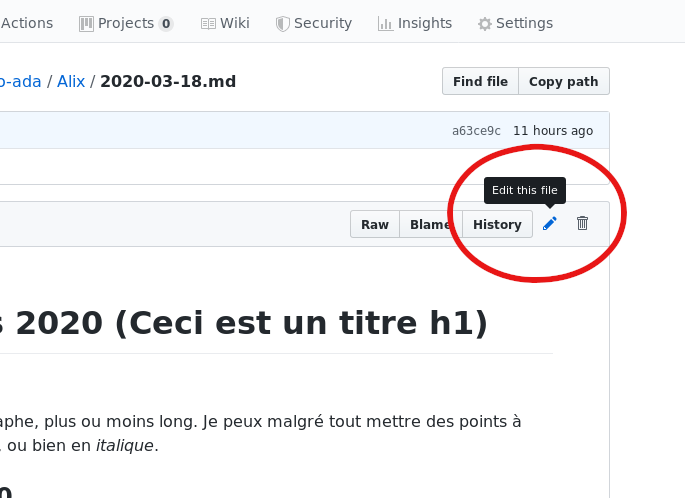 Actions Projects 0 Wiki Security Insights Settings
o-ada / Alix / 2020-03-18.md Find file Copy path
a63ce9c 11 hours ago
Edit this file
Raw Blame History
s 2020 (Ceci est un titre h1)
aphe, plus ou moins long. Je peux malgré tout mettre des points à
, ou bien en italique.
0